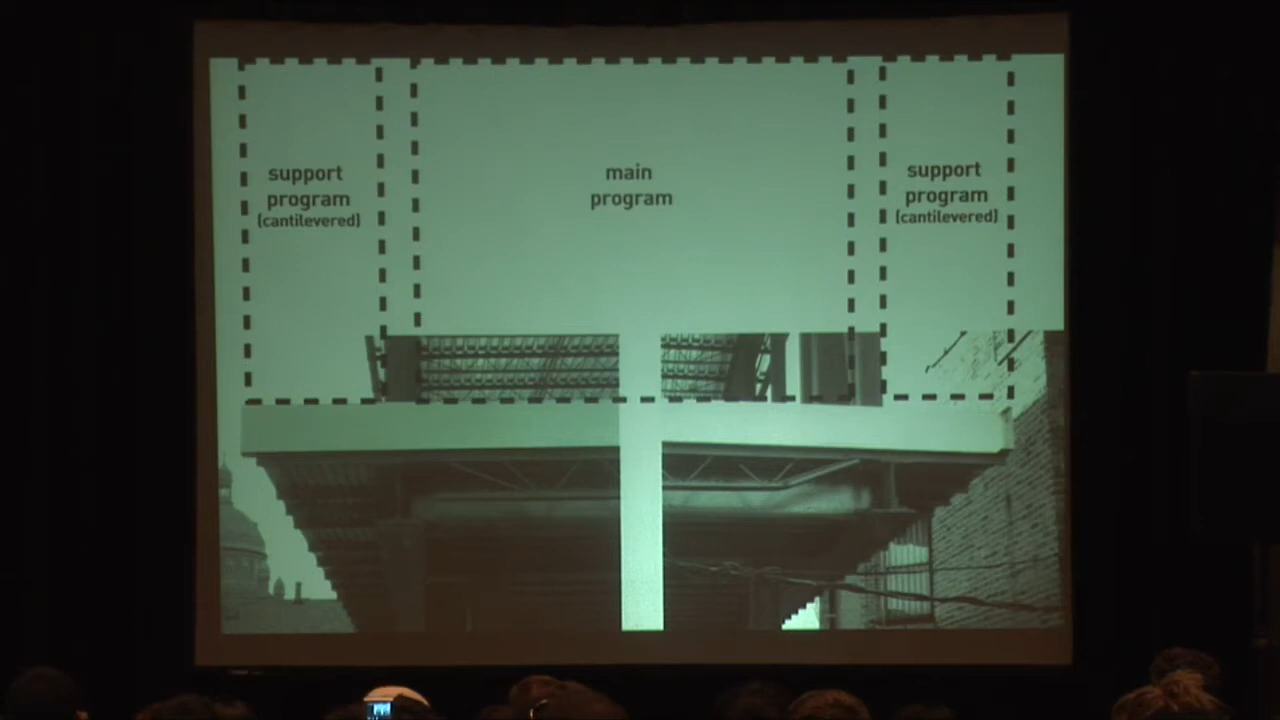 support
program
(cantilevered)
main
program
support
program
(cantilevered)